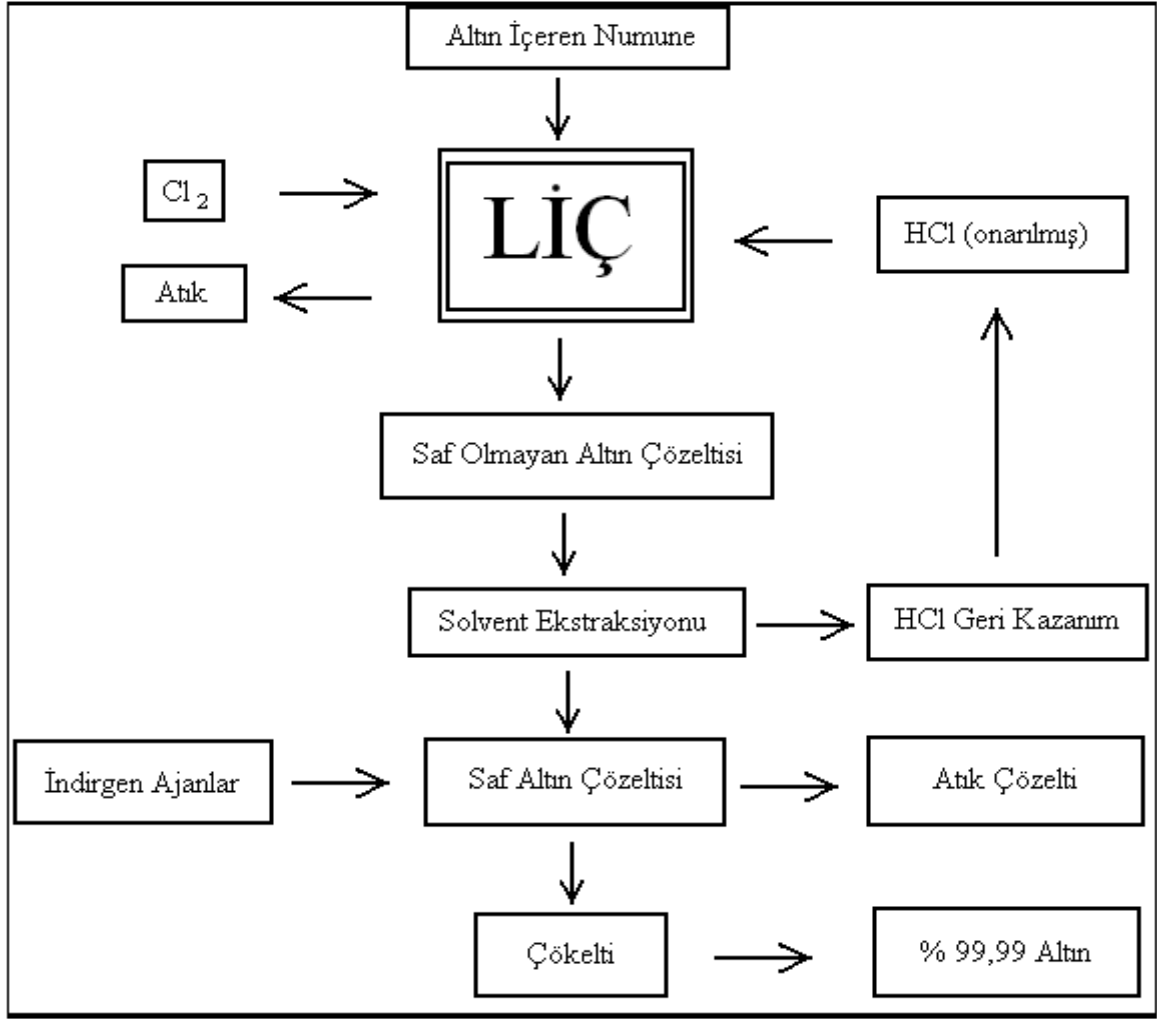 Altın İçeren Numune
Cl2
LİÇ
HCl (onarılmış)
Atık
Saf Olmayan Altın Çözeltisi
Solvent Ekstraksiyonu
HCl Geri Kazanım
İndirgen Ajanlar
Saf Altın Çözeltisi
Atık Çözelti
Çökelti
% 99,99 Altın